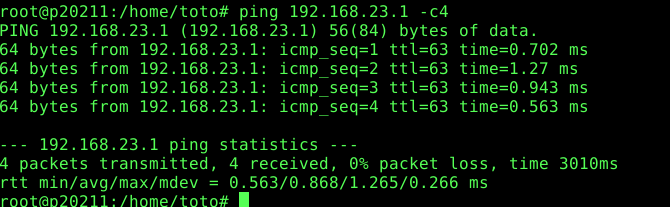 root@p20211:/home/toto# ping 192.168.23.1 -c4
PING 192.168.23.1 (192.168.23.1) 56(84) bytes of data.
64 bytes from 192.168.23.1: icmp_seq=1 ttl=63 time=0.702 ms
64 bytes from 192.168.23.1: icmp_seq=2 ttl=63 time=1.27 ms
64 bytes from 192.168.23.1: icmp_seq=3 ttl=63 time=0.943 ms
64 bytes from 192.168.23.1: icmp_seq=4 ttl=63 time=0.563 ms
--- 192.168.23.1 ping statistics ---
4 packets transmitted, 4 received, 0% packet loss, time 3010ms
rtt min/avg/max/mdev = 0.563/0.868/1.265/0.266 ms
root@p20211:/home/toto#